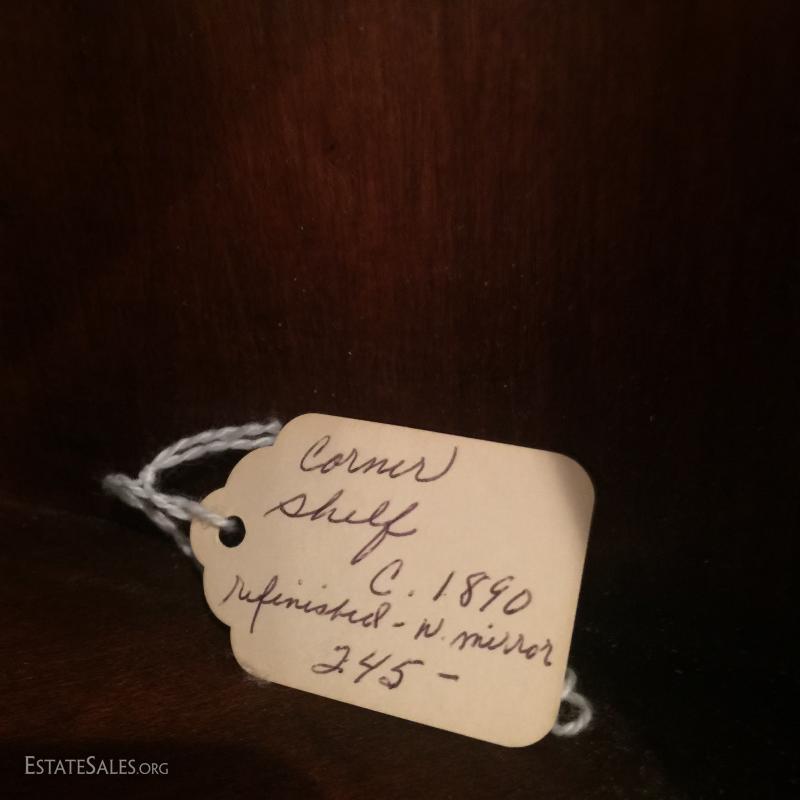 Corner
Shelf
C. 1890
refinished - N. mirror
245 -
ESTATESALES.ORG